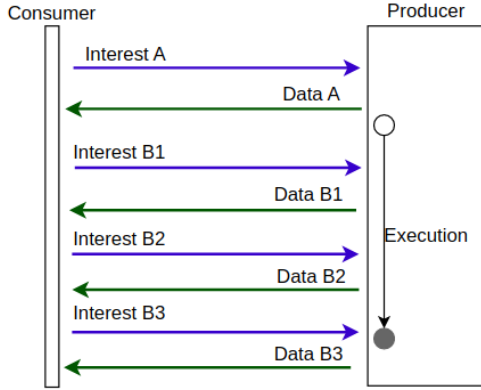 Consumer
Producer
Interest A
Data A
Interest B1
Data B1
Interest B2
Execution
Data B2
Interest B3
Data B3